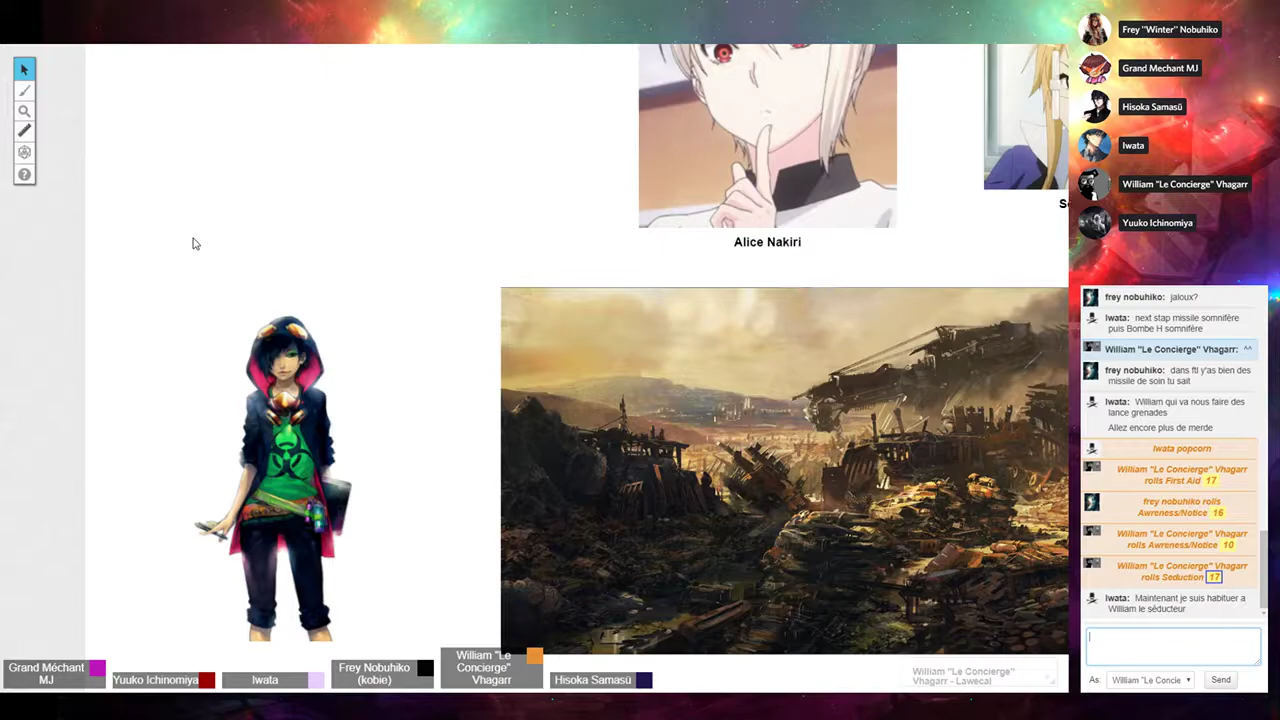 Frey "Winter" Nobuhiko
Grand Mechant MJ
Hisoka Samasû
Iwata
William "Le Concierge" Vhagarr
Yuuko Ichinomiya
Alice Nakiri
frey nobuhiko: jaloux?
Iwata: next stap missile somnifère
puis Bombe H somnifère
William "Le Concierge" Vhagarr: ^^
frey nobuhiko: dans ftl y'as bien des
missile de soin tu sait
Iwata: William qui va nous faire des
lance grenades
Allez encore plus de merde
Iwata popcorn
William "Le Concierge" Vhagarr
rolls First Aid 17
frey nobuhiko rolls
Awreness/Notice 16
William "Le Concierge" Vhagarr
rolls Awreness/Notice 10
William "Le Concierge" Vhagarr
rolls Seduction 17
Iwata: Maintenant je suis habituer a
William le séducteur
As:
William "Le Concie
Send
Grand Méchant
MJ
Yuuko Ichinomiya
Iwata
Frey Nobuhiko
(kobie)
William "Le
Concierge"
Vhagarr
Hisoka Samasû
William "Le Concierge"
Vhagarr - Lawecal